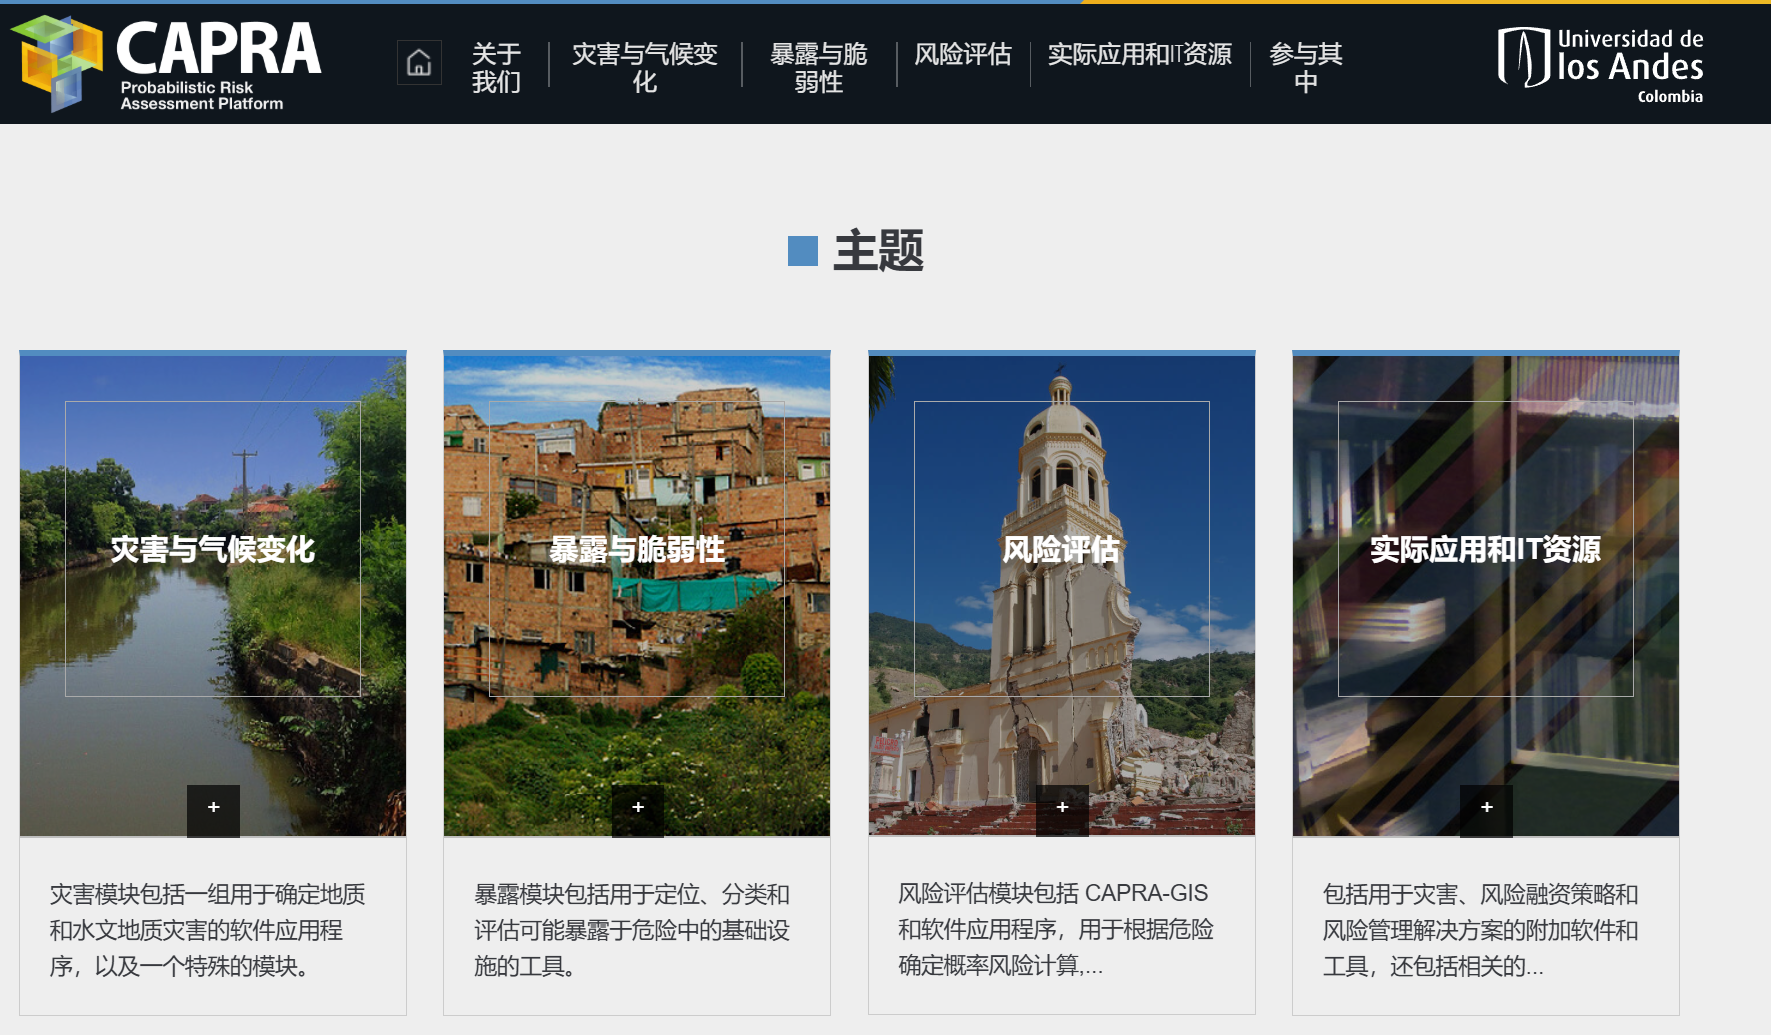 CAPRA
Probabilistic Risk
Assessment Platform
关于
我们
灾害与气候变
化
暴露与脆
弱性
风险评估
实际应用和IT资源
参与其
中
Universidad de
los Andes
Colombia
主题
灾害与气候变化
+
灾害模块包括一组用于确定地质
和水文地质灾害的软件应用程
序，以及一个特殊的模块。
暴露与脆弱性
+
暴露模块包括用于定位、分类和
评估可能暴露于危险中的基础设
施的工具。
风险评估
+
风险评估模块包括 CAPRA-GIS
和软件应用程序，用于根据危险
确定概率风险计算,...
实际应用和IT资源
+
包括用于灾害、风险融资策略和
风险管理解决方案的附加软件和
工具，还包括相关的...